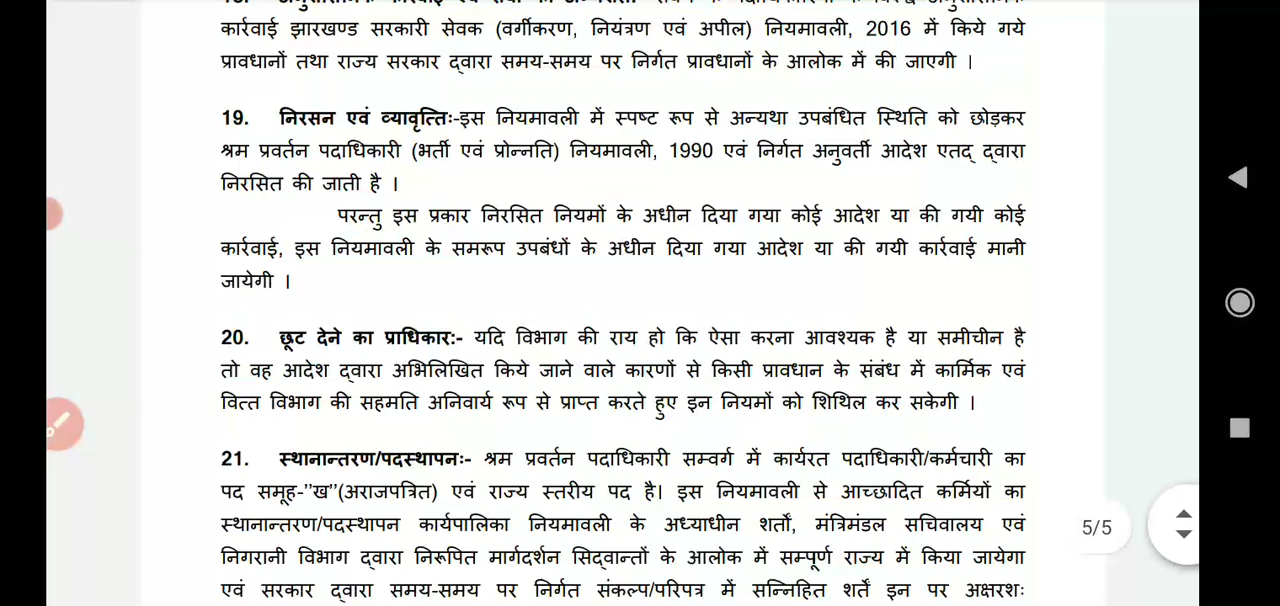 कार्रवाई झारखण्ड सरकारी सेवक (वर्गीकरण, नियंत्रण एवं अपील) नियमावली, 2016 में किये गये
प्रावधानों तथा राज्य सरकार द्वारा समय-समय पर निर्गत प्रावधानों के आलोक में की जाएगी ।
19. निरसन एवं व्यावृत्तिः-इस नियमावली में स्पष्ट रूप से अन्यथा उपबंधित स्थिति को छोड़कर
श्रम प्रवर्तन पदाधिकारी (भर्ती एवं प्रोन्नति) नियमावली, 1990 एवं निर्गत अनुवर्ती आदेश एतद् द्वारा
निरसित की जाती है ।
परन्तु इस प्रकार निरसित नियमों के अधीन दिया गया कोई आदेश या की गयी कोई
कार्रवाई, इस नियमावली के समरूप उपबंधों के अधीन दिया गया आदेश या की गयी कार्रवाई मानी
जायेगी ।
20. छूट देने का प्राधिकार:- यदि विभाग की राय हो कि ऐसा करना आवश्यक है या समीचीन है
तो वह आदेश द्वारा अभिलिखित किये जाने वाले कारणों से किसी प्रावधान के संबंध में कार्मिक एवं
वित्त विभाग की सहमति अनिवार्य रूप से प्राप्त करते हुए इन नियमों को शिथिल कर सकेगी ।
21. स्थानान्तरण/पदस्थापनः- श्रम प्रवर्तन पदाधिकारी सम्वर्ग में कार्यरत पदाधिकारी/कर्मचारी का
पद समूह-"ख"(अराजपत्रित) एवं राज्य स्तरीय पद है। इस नियमावली से आच्छादित कर्मियों का
स्थानान्तरण/पदस्थापन कार्यपालिका नियमावली के अध्याधीन शर्तों, मंत्रिमंडल सचिवालय एवं
निगरानी विभाग द्वारा निरूपित मार्गदर्शन सिद्वान्तों के आलोक में सम्पूर्ण राज्य में किया जायेगा
एवं सरकार द्वारा समय-समय पर निर्गत संकल्प/परिपत्र में सन्निहित शर्तें इन पर अक्षरशः
5/5